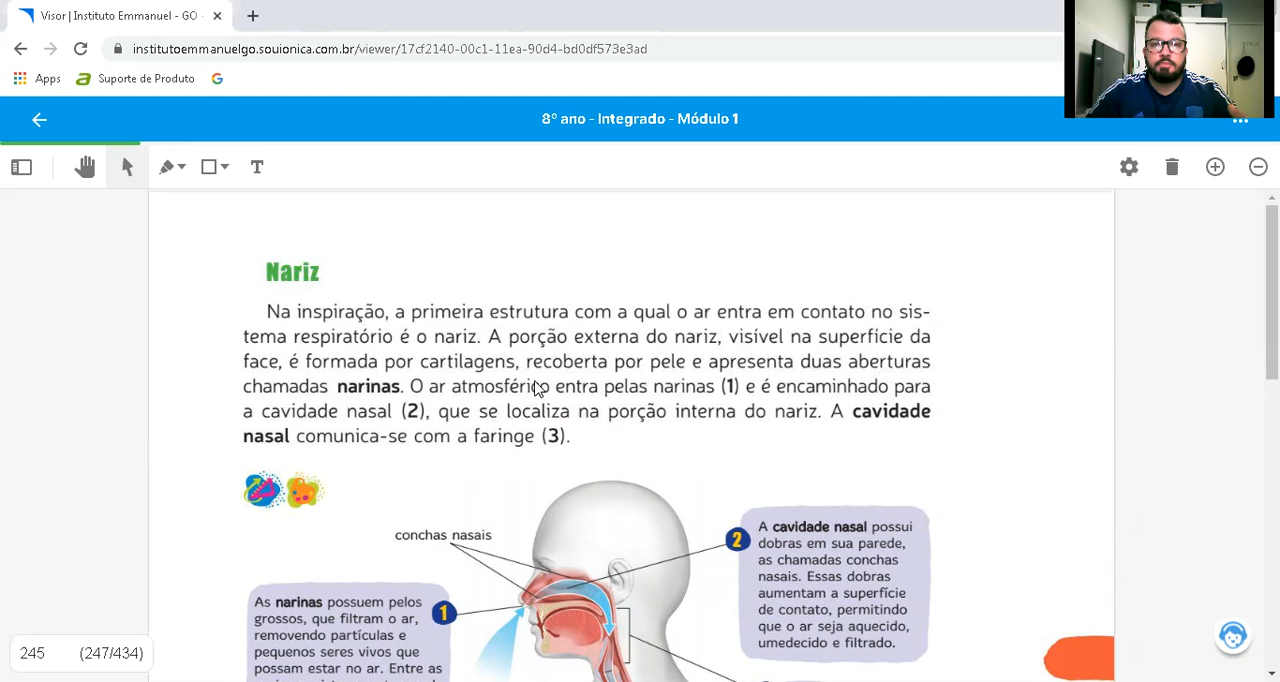 Visor | Instituto Emmanuel - GO -
institutoemmanuelgo.souionica.com.br/viewer/17cf2140-00c1-11ea-90d4-bd0df573e3ad
Apps
Suporte de Produto
8º ano - Integrado - Módulo 1
T
Nariz
Na inspiração, a primeira estrutura com a qual o ar entra em contato no sis-
tema respiratório é o nariz. A porção externa do nariz, visível na superfície da
face, é formada por cartilagens, recoberta por pele e apresenta duas aberturas
chamadas narinas. O ar atmosférico entra pelas narinas (1) e é encaminhado para
a cavidade nasal (2), que se localiza na porção interna do nariz. A cavidade
nasal comunica-se com a faringe (3).
conchas nasais
2
A cavidade nasal possui
dobras em sua parede,
as chamadas conchas
nasais. Essas dobras
aumentam a superfície
de contato, permitindo
que o ar seja aquecido,
umedecido e filtrado.
1
As narinas possuem pelos
grossos, que filtram o ar,
removendo partículas e
pequenos seres vivos que
possam estar no ar. Entre as
245 (247/434)